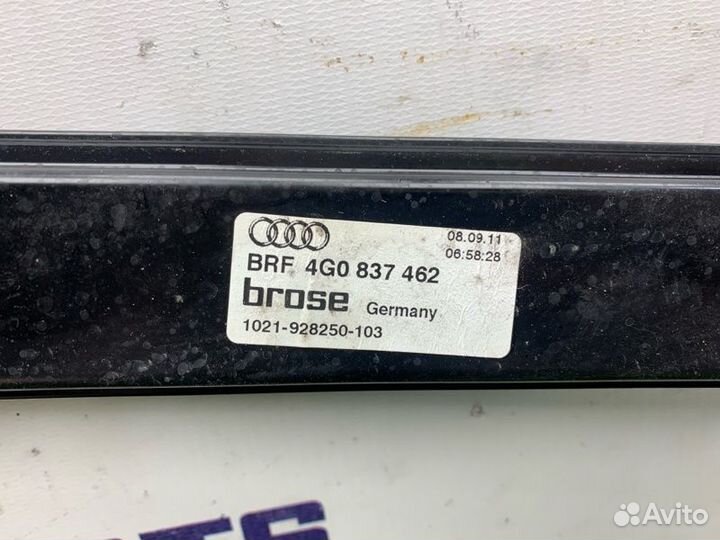 08.09.11
06:58:28
BRF 4G0 837 462
brose Germany
1021-928250-103
Avito